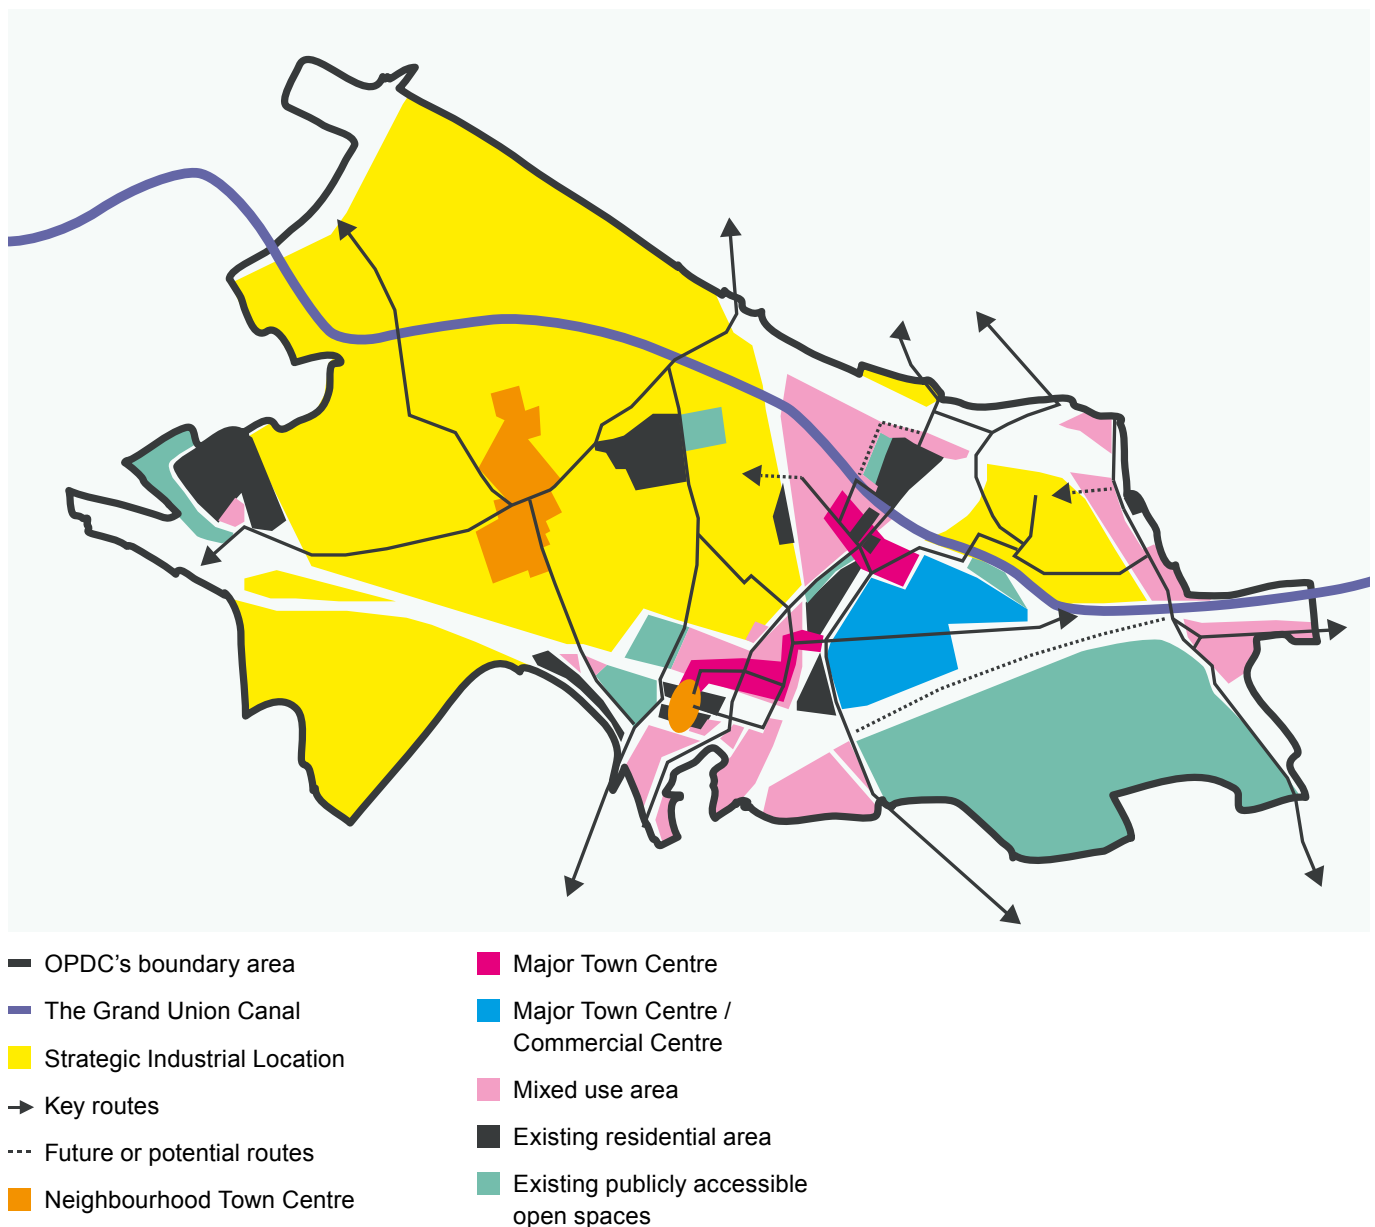 OPDC’s boundary area
The Grand Union Canal
Strategic Industrial Location
Key routes
Future or potential routes
Neighbourhood Town Centre
Major Town Centre
Major Town Centre /
Commercial Centre
Mixed use area
Existing residential area
Existing publicly accessible
open spaces